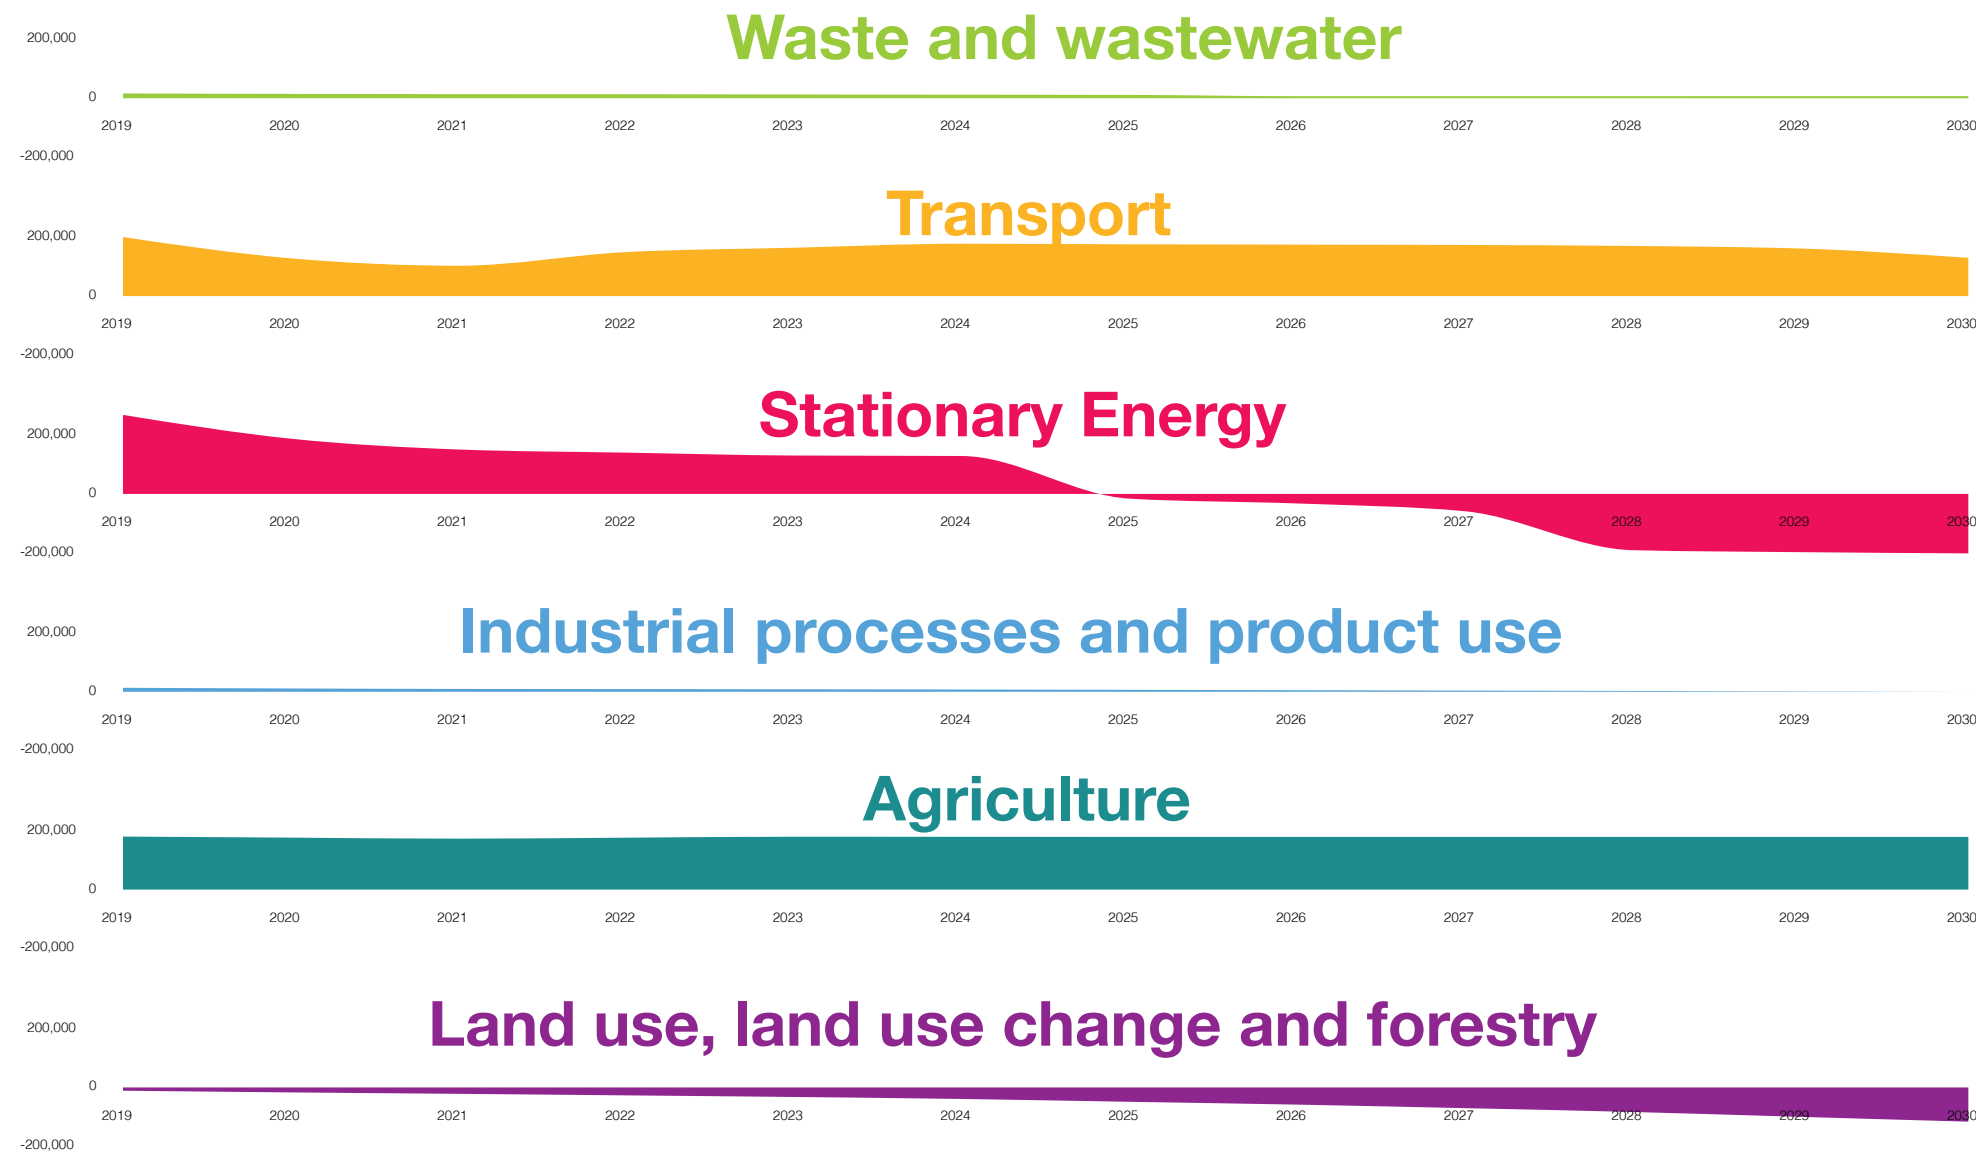 Waste and wastewater
200,000
0
2019 2020 2021 2022 2023 2024 2025 2026 2027 2028 2029 2030
-200,000
Transport
200,000
0
2019 2020 2021 2022 2023 2024 2025 2026 2027 2028 2029 2030
-200,000
Stationary Energy
200,000
0
2019 2020 2021 2022 2023 2024 2025 2026 2027 2028 2029 2030
-200,000
Industrial processes and product use
200,000
0
2019 2020 2021 2022 2023 2024 2025 2026 2027 2028 2029 2030
-200,000
Agriculture
200,000
0
2019 2020 2021 2022 2023 2024 2025 2026 2027 2028 2029 2030
-200,000
Land use, land use change and forestry
200,000
0
2019 2020 2021 2022 2023 2024 2025 2026 2027 2028 2029 2030
-200,000